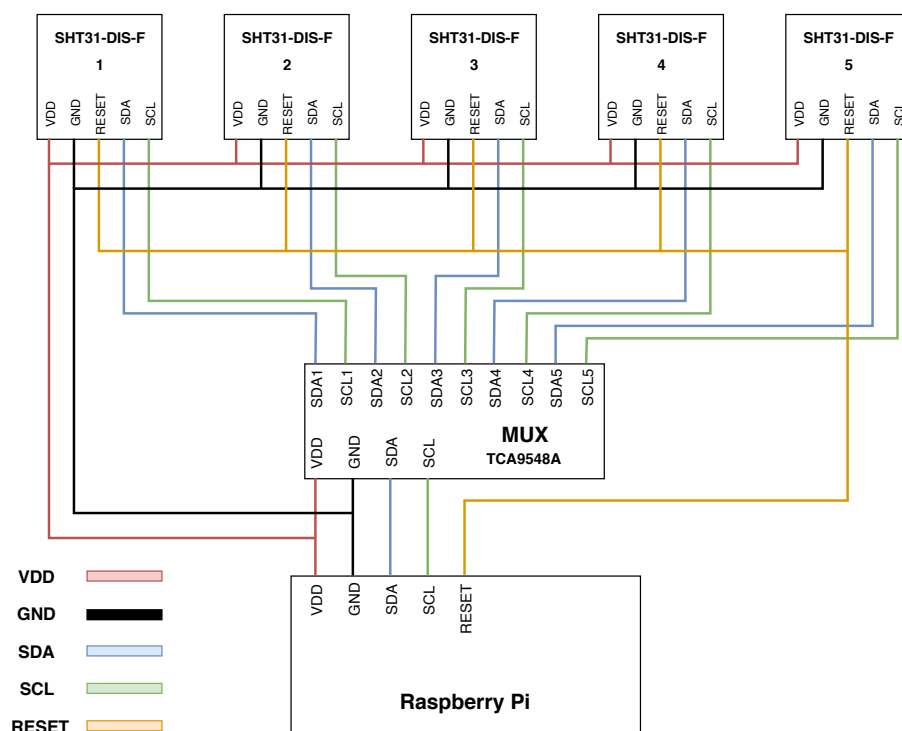 SHT31-DIS-F SHT31-DIS-F SHT31-DIS-F SHT31-DIS-F SHT31-DIS-F
1 2 3 4 5
VDD GND RESET SDA SCL VDD GND RESET SDA SCL VDD GND RESET SDA SCL VDD GND RESET SDA SCL VDD GND RESET SDA SCL
SDA1 SCL1 SDA2 SCL2 SDA3 SCL3 SDA4 SCL4 SDA5 SCL5
MUX
TCA9548A
VDD GND SDA SCL
VDD GND SDA SCL RESET
Raspberry Pi
VDD
GND
SDA
SCL
RESET